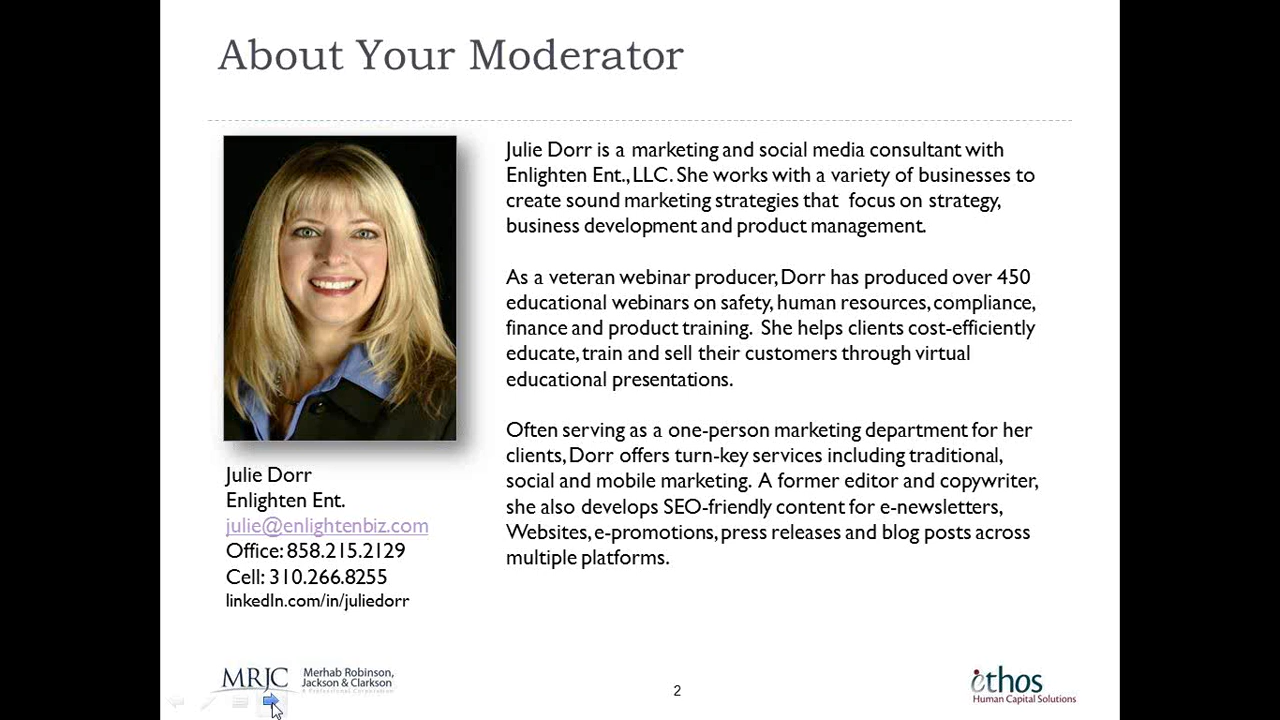 About Your Moderator
Julie Dorr is a marketing and social media consultant with
Enlighten Ent., LLC. She works with a variety of businesses to
create sound marketing strategies that focus on strategy,
business development and product management.
As a veteran webinar producer, Dorr has produced over 450
educational webinars on safety, human resources, compliance,
finance and product training. She helps clients cost-efficiently
educate, train and sell their customers through virtual
educational presentations.
Often serving as a one-person marketing department for her
clients, Dorr offers turn-key services including traditional,
social and mobile marketing. A former editor and copywriter,
she also develops SEO-friendly content for e-newsletters,
Websites, e-promotions, press releases and blog posts across
multiple platforms.
Julie Dorr
Enlighten Ent.
julie@enlightenbiz.com
Office: 858.215.2129
Cell: 310.266.8255
linkedIn.com/in/juliedorr
MRJC
Merhab Robinson,
Jackson & Clarkson
A Professional Corporation
2
ethos
Human Capital Solutions